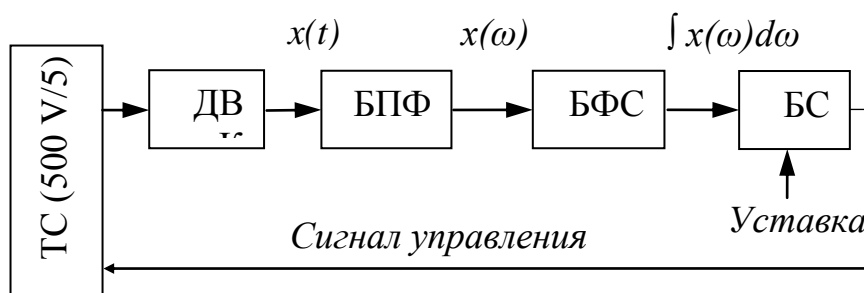 x(t)
x(ω)
∫ x(ω)dω
ТС (500 V/5)
ДВ
БПФ
БФС
БС
Уставка
Сигнал управления